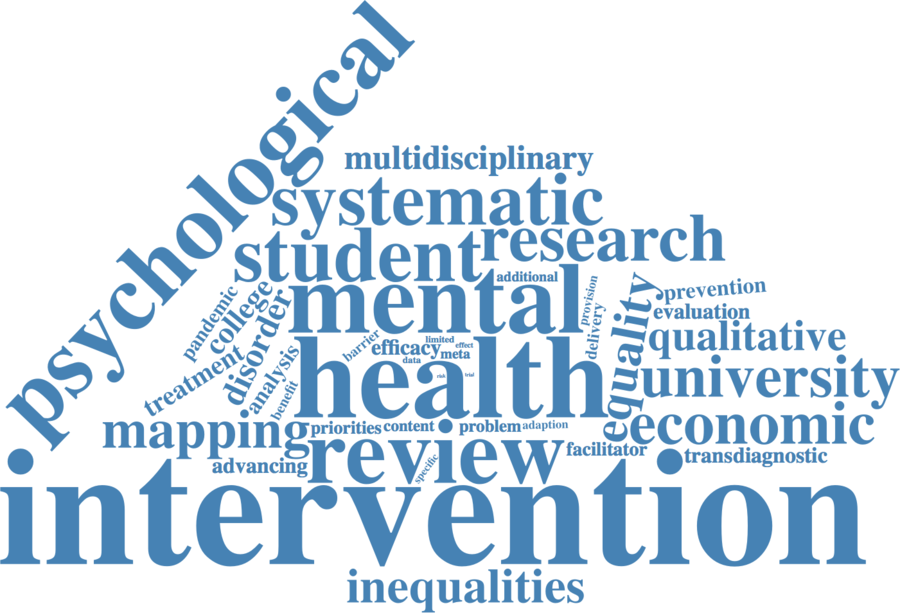 psychological
multidisciplinary
systematic
student
research
additional
mental
pandemic
college
disorder
treatment
analysis
benefit
barrier
limited
effect
efficacy
meta
data
risk
trial
health
provision
delivery
equality
prevention
evaluation
qualitative
university
economic
mapping
priorities
content
problem
adaption
advancing
review
specific
facilitator
transdiagnostic
intervention
inequalities